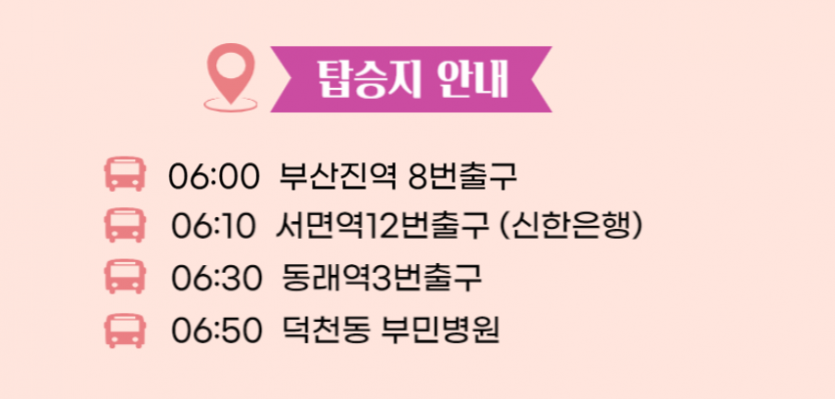 탑승지 안내
06:00 부산진역 8번출구
06:10 서면역12번출구 (신한은행)
06:30 동래역3번출구
06:50 덕천동 부민병원